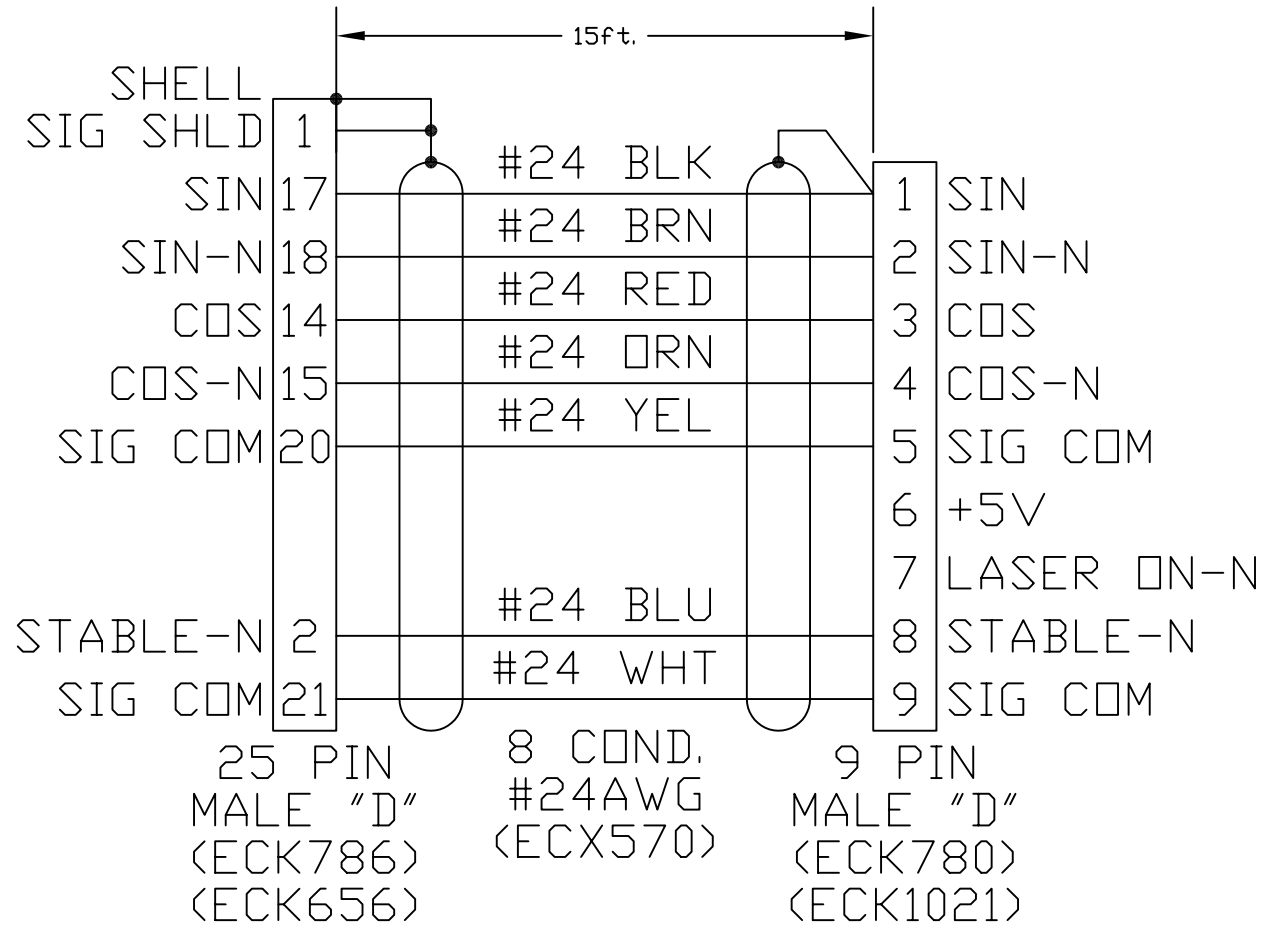 15ft.
SHELL
SIG SHLD 1
#24 BLK
SIN 17 1 SIN
#24 BRN
SIN-N 18 2 SIN-N
#24 RED
COS 14 3 COS
#24 ORN
COS-N 15 4 COS-N
#24 YEL
SIG COM 20 5 SIG COM
6 +5V
7 LASER ON-N
#24 BLU
STABLE-N 2 8 STABLE-N
#24 WHT
SIG COM 21 9 SIG COM
25 PIN
MALE "D"
(ECK786)
(ECK656)
8 COND.
#24AWG
(ECX570)
9 PIN
MALE "D"
(ECK780)
(ECK1021)